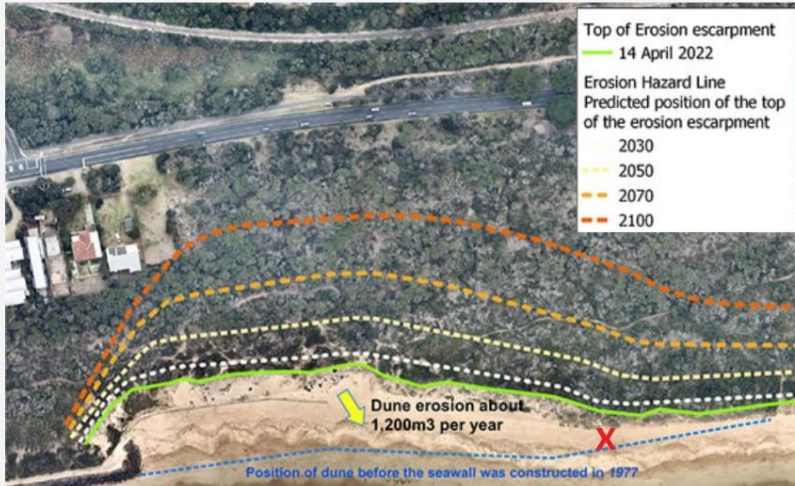 Top of Erosion escarpment
14 April 2022
Erosion Hazard Line
Predicted position of the top
of the erosion escarpment
2030
2050
2070
2100
Dune erosion about
1,200m3 per year
X
Position of dune before the seawall was constructed in 1977